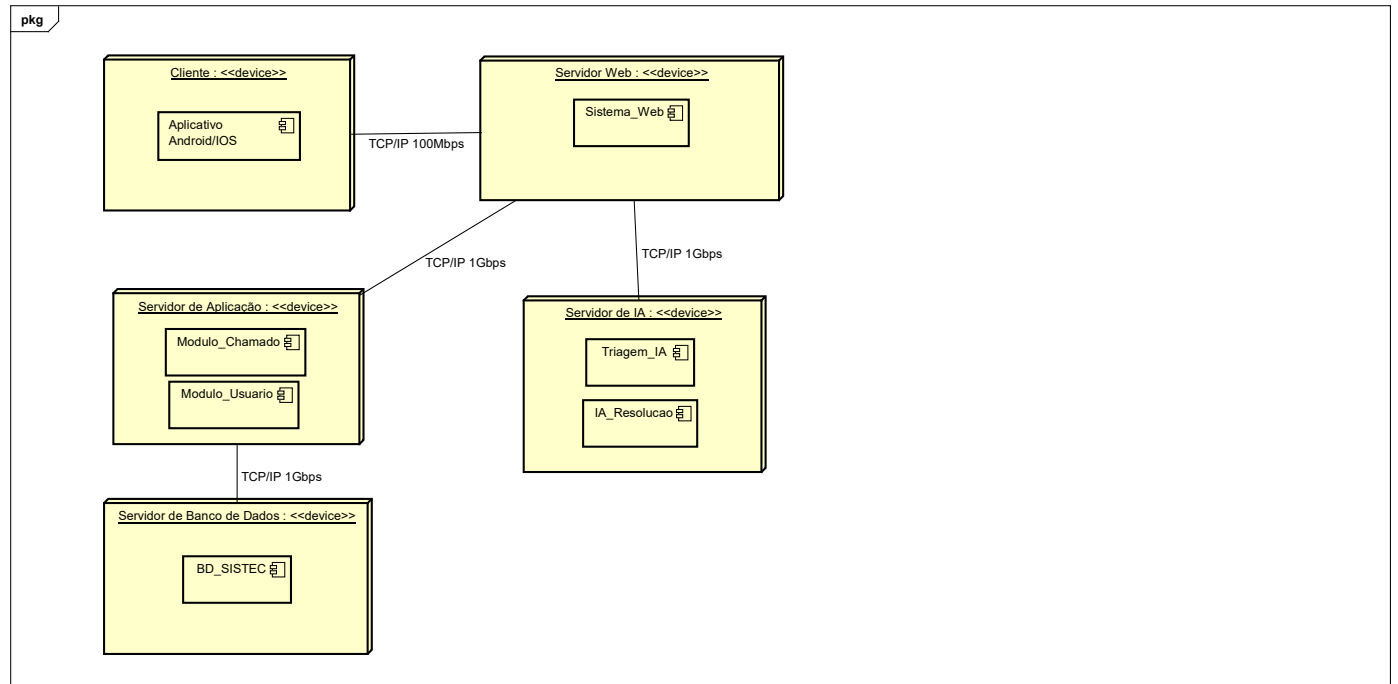 pkg
Cliente : <<device>>
Aplicativo
Android/IOS
TCP/IP 100Mbps
Servidor Web : <<device>>
Sistema_Web
TCP/IP 1Gbps
TCP/IP 1Gbps
Servidor de Aplicação : <<device>>
Modulo_Chamado
Modulo_Usuario
Servidor de IA : <<device>>
Triagem_IA
IA_Resolucao
TCP/IP 1Gbps
Servidor de Banco de Dados : <<device>>
BD_SISTEC